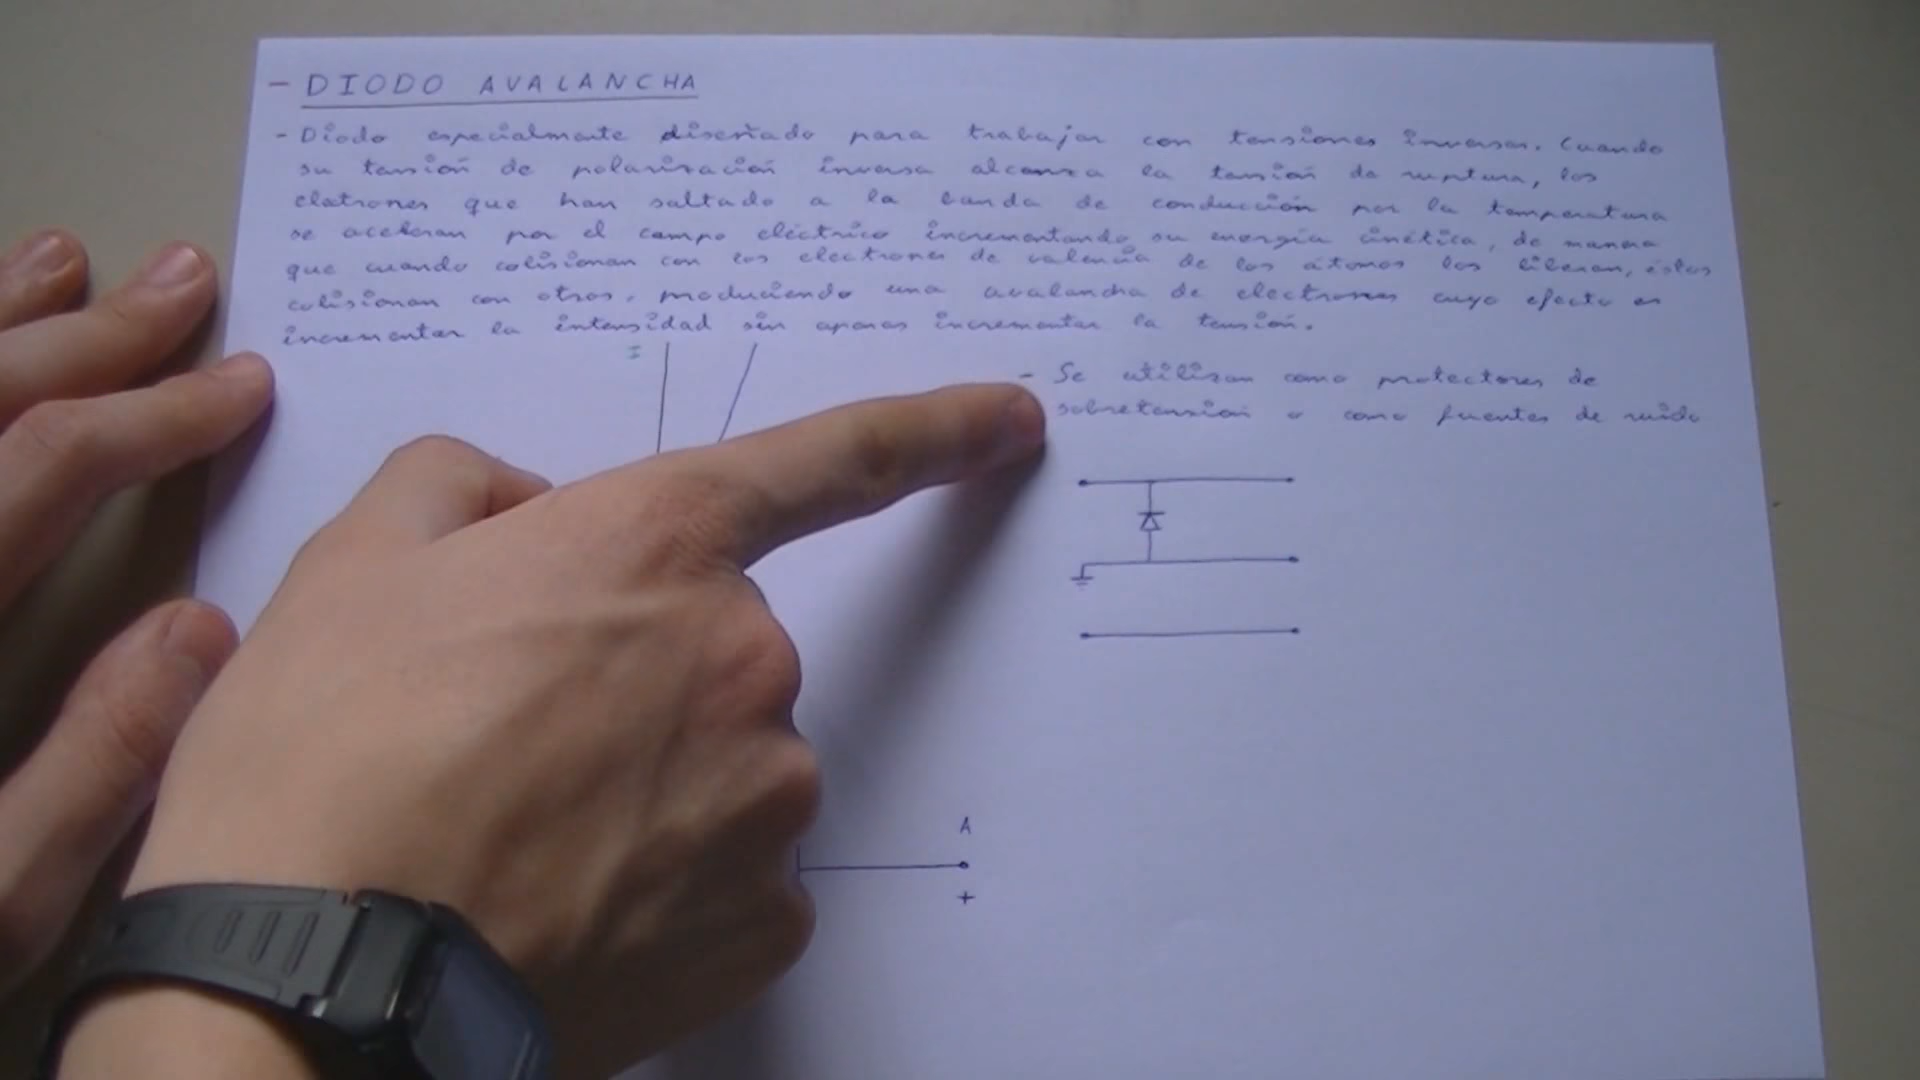 - DIODO AVALANCHA
- Diodo especialmente diseñado para trabajar con tensiones inversas. Cuando
su tensión de polarización inversa alcanza la tensión de ruptura, los
electrones que han saltado a la banda de conducción por la temperatura
se aceleran por el campo eléctrico incrementando su energía cinética, de manera
que cuando colisionan con los electrones de valencia de los átomos los liberan, éstos
colisionan con otros, produciendo una avalancha de electrones cuyo efecto es
incrementar la intensidad sin apenas incrementar la tensión.
I
- Se utilizan como protectores de
sobretensión o como fuentes de ruido
A
+